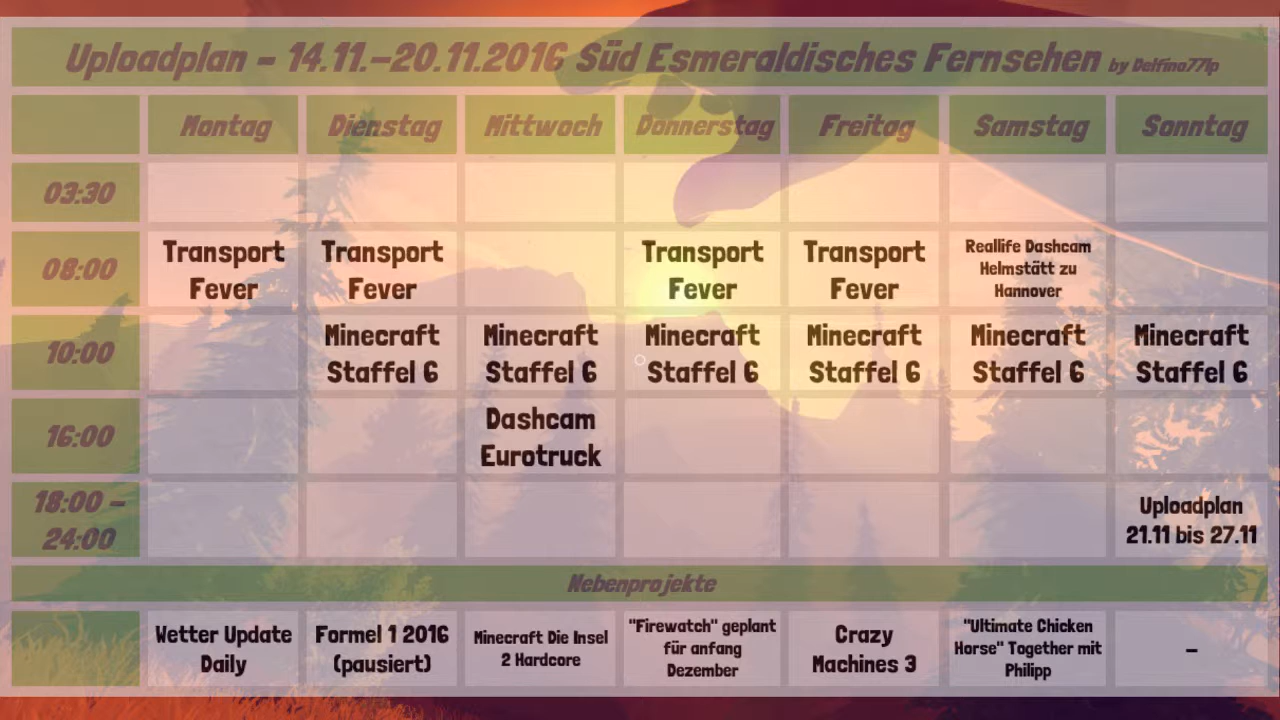 Uploadplan - 14.11.-20.11.2016 Süd Esmeraldisches Fernsehen by Delfino771p
Montag Dienstag Mittwoch Donnerstag Freitag Samstag Sonntag
03:30
08:00
Transport
Fever
Transport
Fever
Transport
Fever
Transport
Fever
Reallife Dashcam
Helmstätt zu
Hannover
10:00
Minecraft
Staffel 6
Minecraft
Staffel 6
Minecraft
Staffel 6
Minecraft
Staffel 6
Minecraft
Staffel 6
Minecraft
Staffel 6
16:00
Dashcam
Eurotruck
18:00 -
24:00
Uploadplan
21.11 bis 27.11
Nebenprojekte
Wetter Update
Daily
Formel 1 2016
(pausiert)
Minecraft Die Insel
2 Hardcore
"Firewatch" geplant
für anfang
Dezember
Crazy
Machines 3
"Ultimate Chicken
Horse" Together mit
Philipp
-